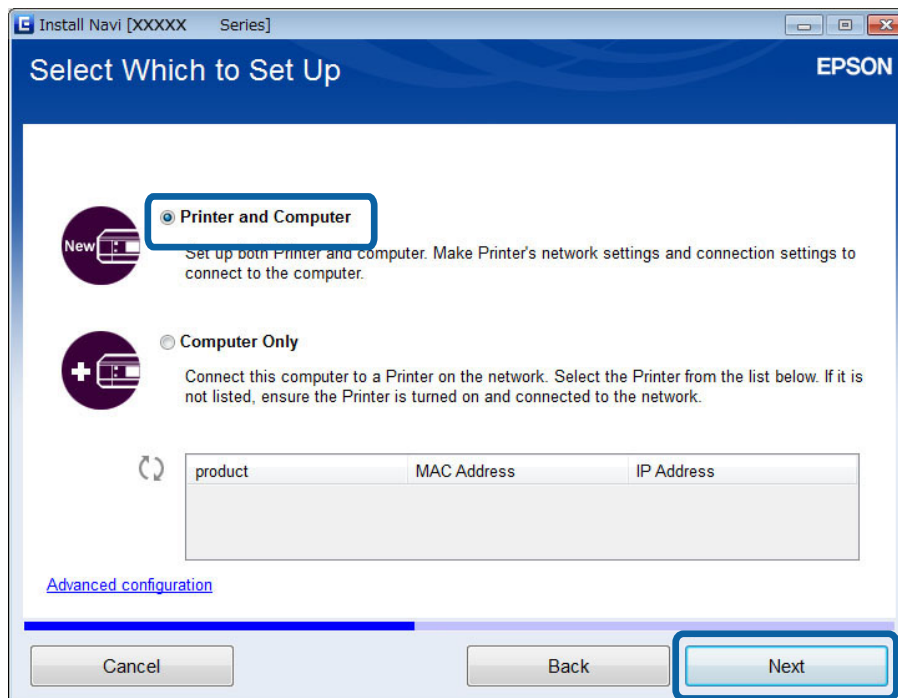 Install Navi [XXXXX Series]
Select Which to Set Up
EPSON
Printer and Computer
New
Set up both Printer and computer. Make Printer's network settings and connection settings to
connect to the computer.
Computer Only
Connect this computer to a Printer on the network. Select the Printer from the list below. If it is
not listed, ensure the Printer is turned on and connected to the network.
product MAC Address IP Address
Advanced configuration
Cancel Back Next